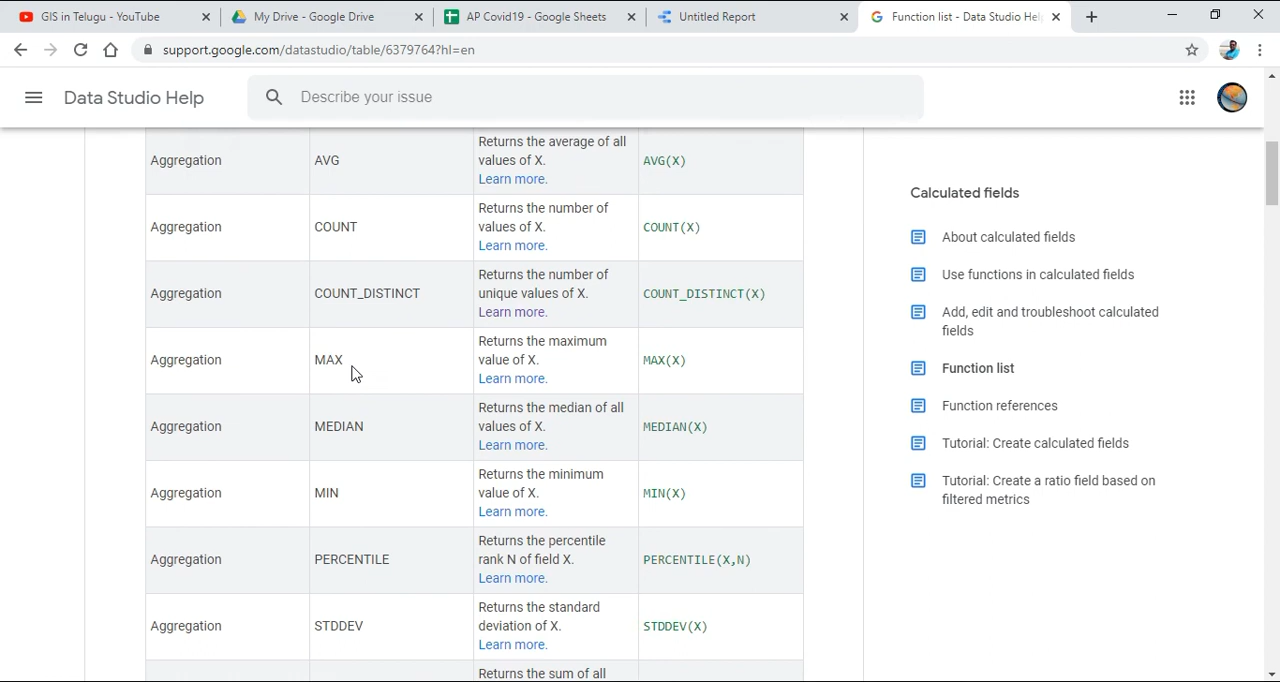 GIS in Telugu - YouTube
My Drive - Google Drive
AP Covid19 - Google Sheets
Untitled Report
Function list - Data Studio Hel
support.google.com/datastudio/table/6379764?hl=en
Data Studio Help
Describe your issue
Aggregation AVG Returns the average of all AVG(X)
values of X.
Learn more.
Aggregation COUNT Returns the number of COUNT(X)
values of X.
Learn more.
Aggregation COUNT_DISTINCT Returns the number of COUNT_DISTINCT(X)
unique values of X.
Learn more.
Aggregation MAX Returns the maximum MAX(X)
value of X.
Learn more.
Aggregation MEDIAN Returns the median of all MEDIAN(X)
values of X.
Learn more.
Aggregation MIN Returns the minimum MIN(X)
value of X.
Learn more.
Aggregation PERCENTILE Returns the percentile PERCENTILE(X,N)
rank N of field X.
Learn more.
Aggregation STDDEV Returns the standard STDDEV(X)
deviation of X.
Learn more.
Returns the sum of all
Calculated fields
About calculated fields
Use functions in calculated fields
Add, edit and troubleshoot calculated
fields
Function list
Function references
Tutorial: Create calculated fields
Tutorial: Create a ratio field based on
filtered metrics